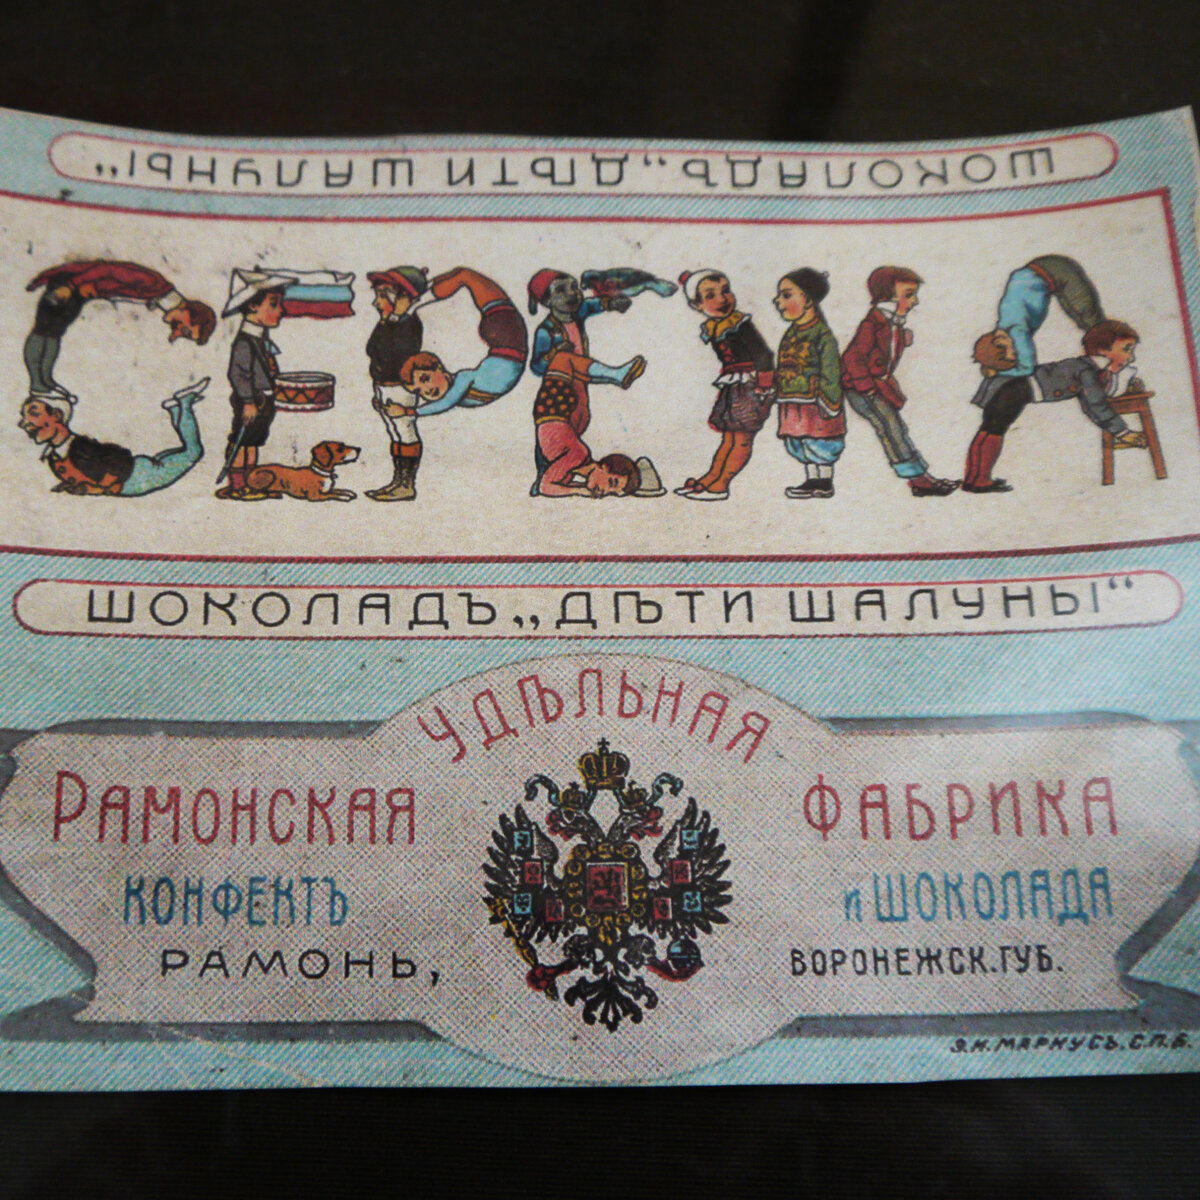 ШОКОЛАДЪ „ДѢТИ ШАЛУНЫ“
СЕРЕЖА
ШОКОЛАДЪ „ДѢТИ ШАЛУНЫ“
УДѢЛЬНАЯ
РАМОНСКАЯ ФАБРИКА
КОНФЕКТЪ и ШОКОЛАДА
РАМОНЬ, ВОРОНЕЖСК.ГУБ.
Э.И.МАРКУСЪ.С.П.Б.